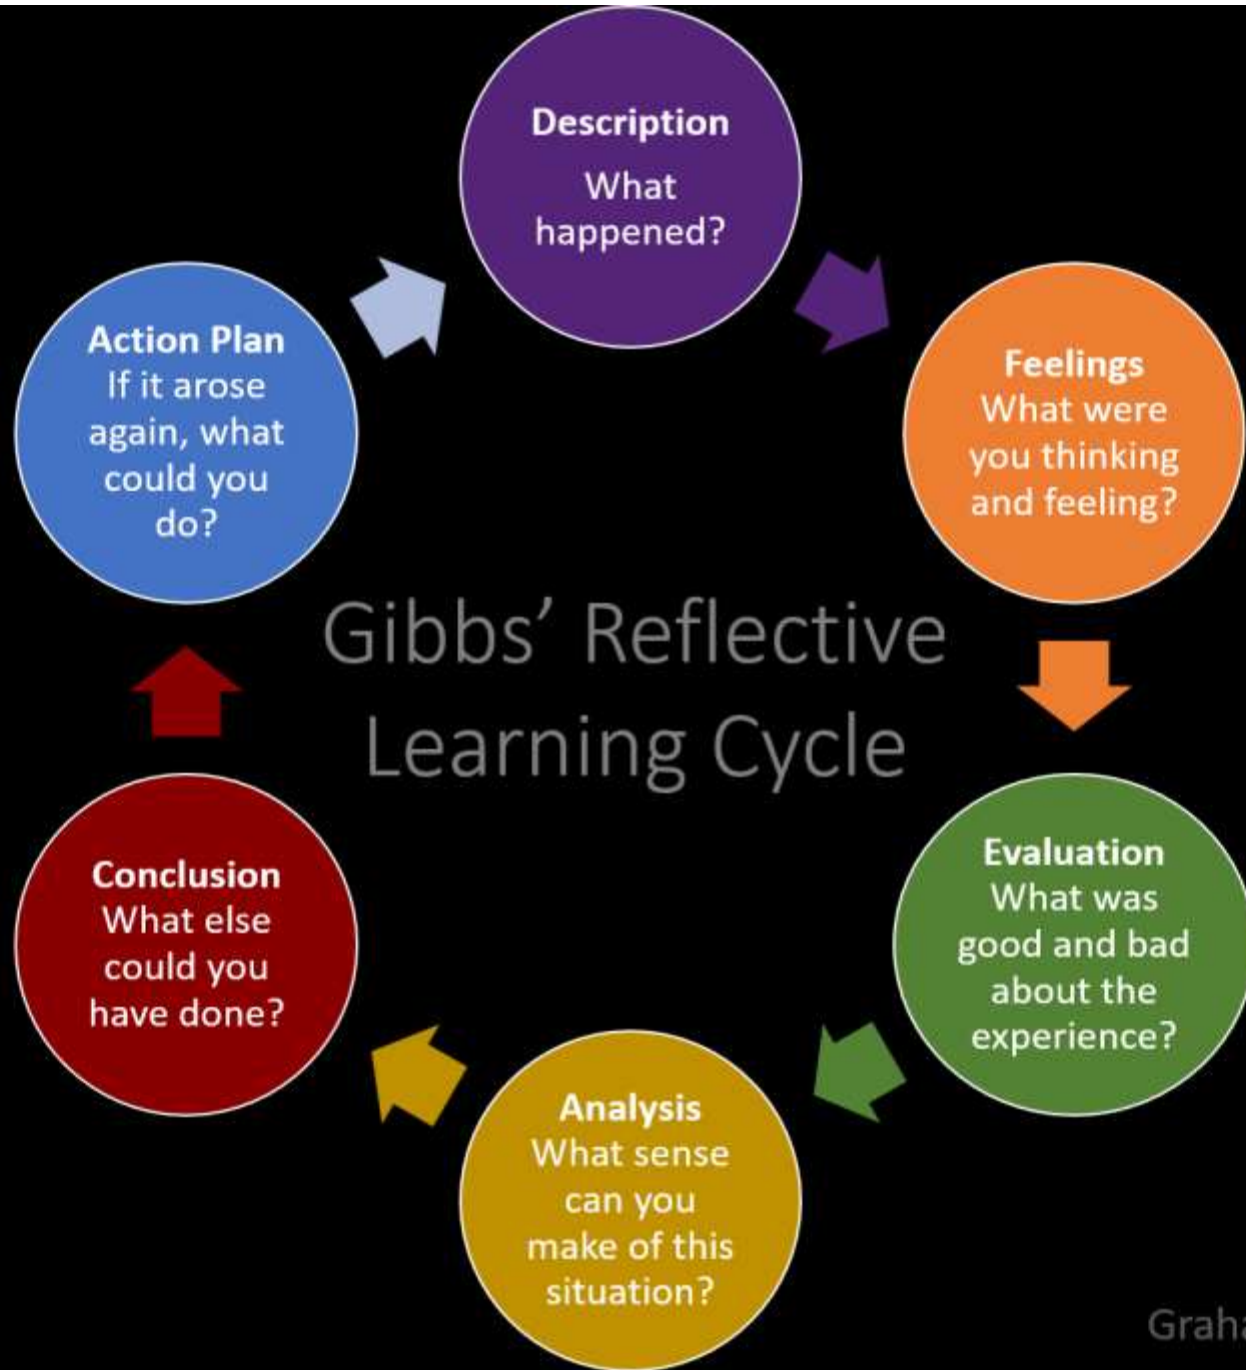 Description
What
happened?
Feelings
What were
you thinking
and feeling?
Evaluation
What was
good and bad
about the
experience?
Analysis
What sense
can you
make of this
situation?
Conclusion
What else
could you
have done?
Action Plan
If it arose
again, what
could you
do?
Gibbs’ Reflective
Learning Cycle